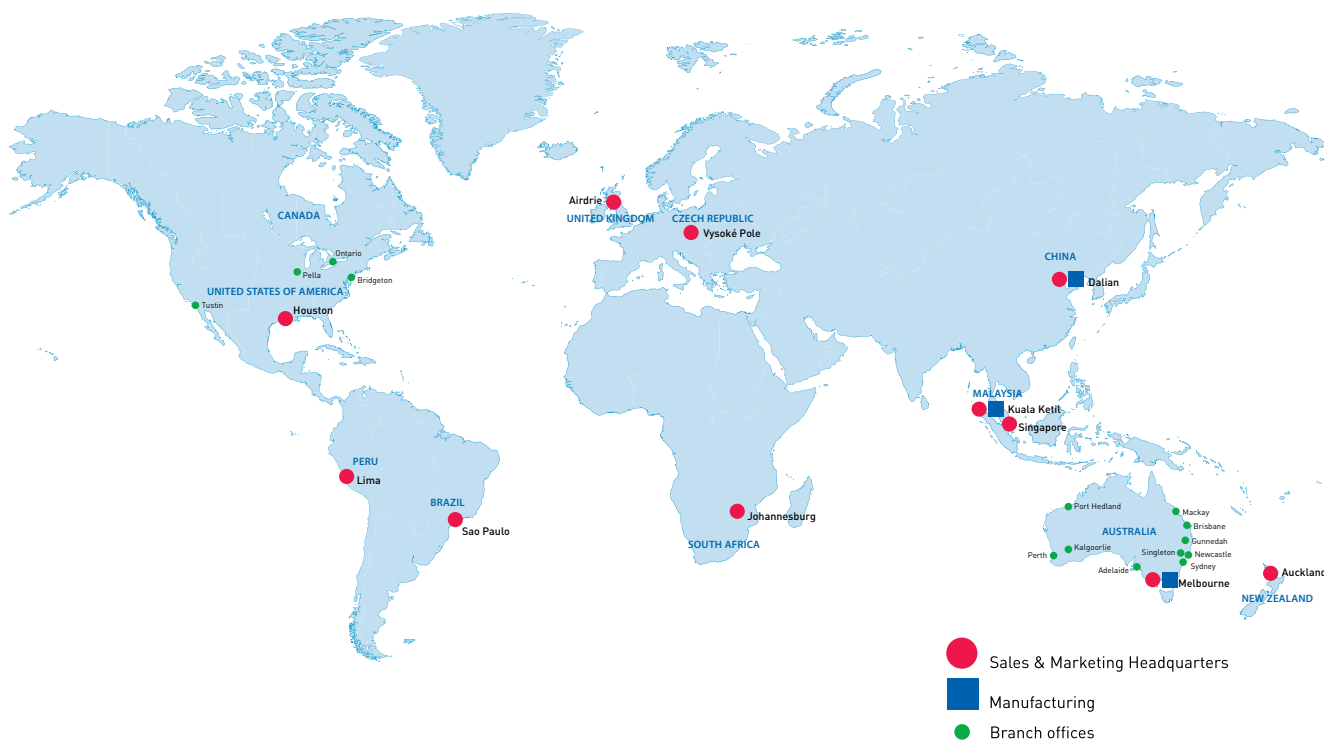 Airdrie
UNITED KINGDOM
CZECH REPUBLIC
Vysoké Pole
CANADA
Ontario
Pella
Bridgeton
UNITED STATES OF AMERICA
Tustin
Houston
CHINA
Dalian
MALAYSIA
Kuala Ketil
Singapore
PERU
Lima
BRAZIL
Sao Paulo
Johannesburg
SOUTH AFRICA
Port Hedland
Mackay
Brisbane
AUSTRALIA
Gunnedah
Kalgoorlie
Perth
Singleton
Newcastle
Sydney
Adelaide
Melbourne
Auckland
NEW ZEALAND
Sales & Marketing Headquarters
Manufacturing
Branch offices